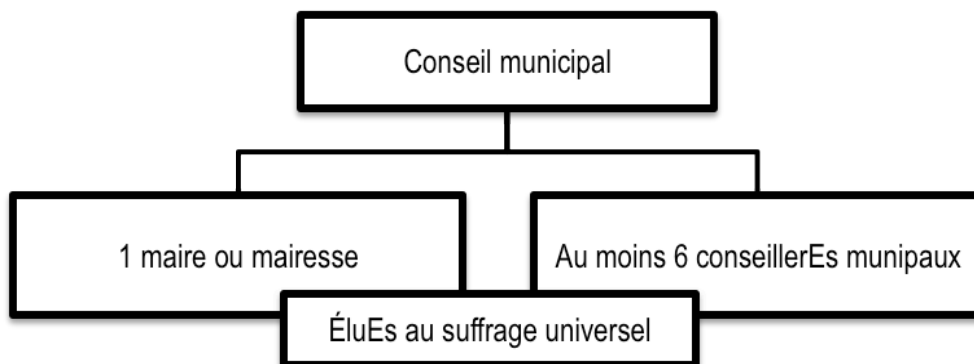 Conseil municipal
1 maire ou mairesse
Au moins 6 conseillerEs munipaux
ÉluEs au suffrage universel